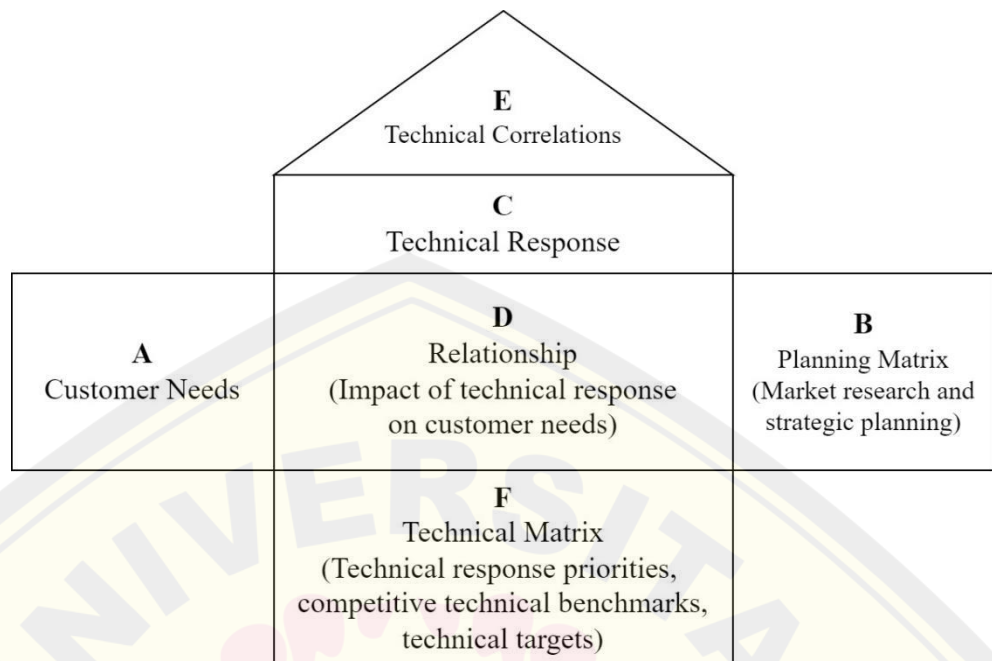 E
Technical Correlations
C
Technical Response
A
Customer Needs
D
Relationship
(Impact of technical response
on customer needs)
B
Planning Matrix
(Market research and
strategic planning)
F
Technical Matrix
(Technical response priorities,
competitive technical benchmarks,
technical targets)
NIVERSITA